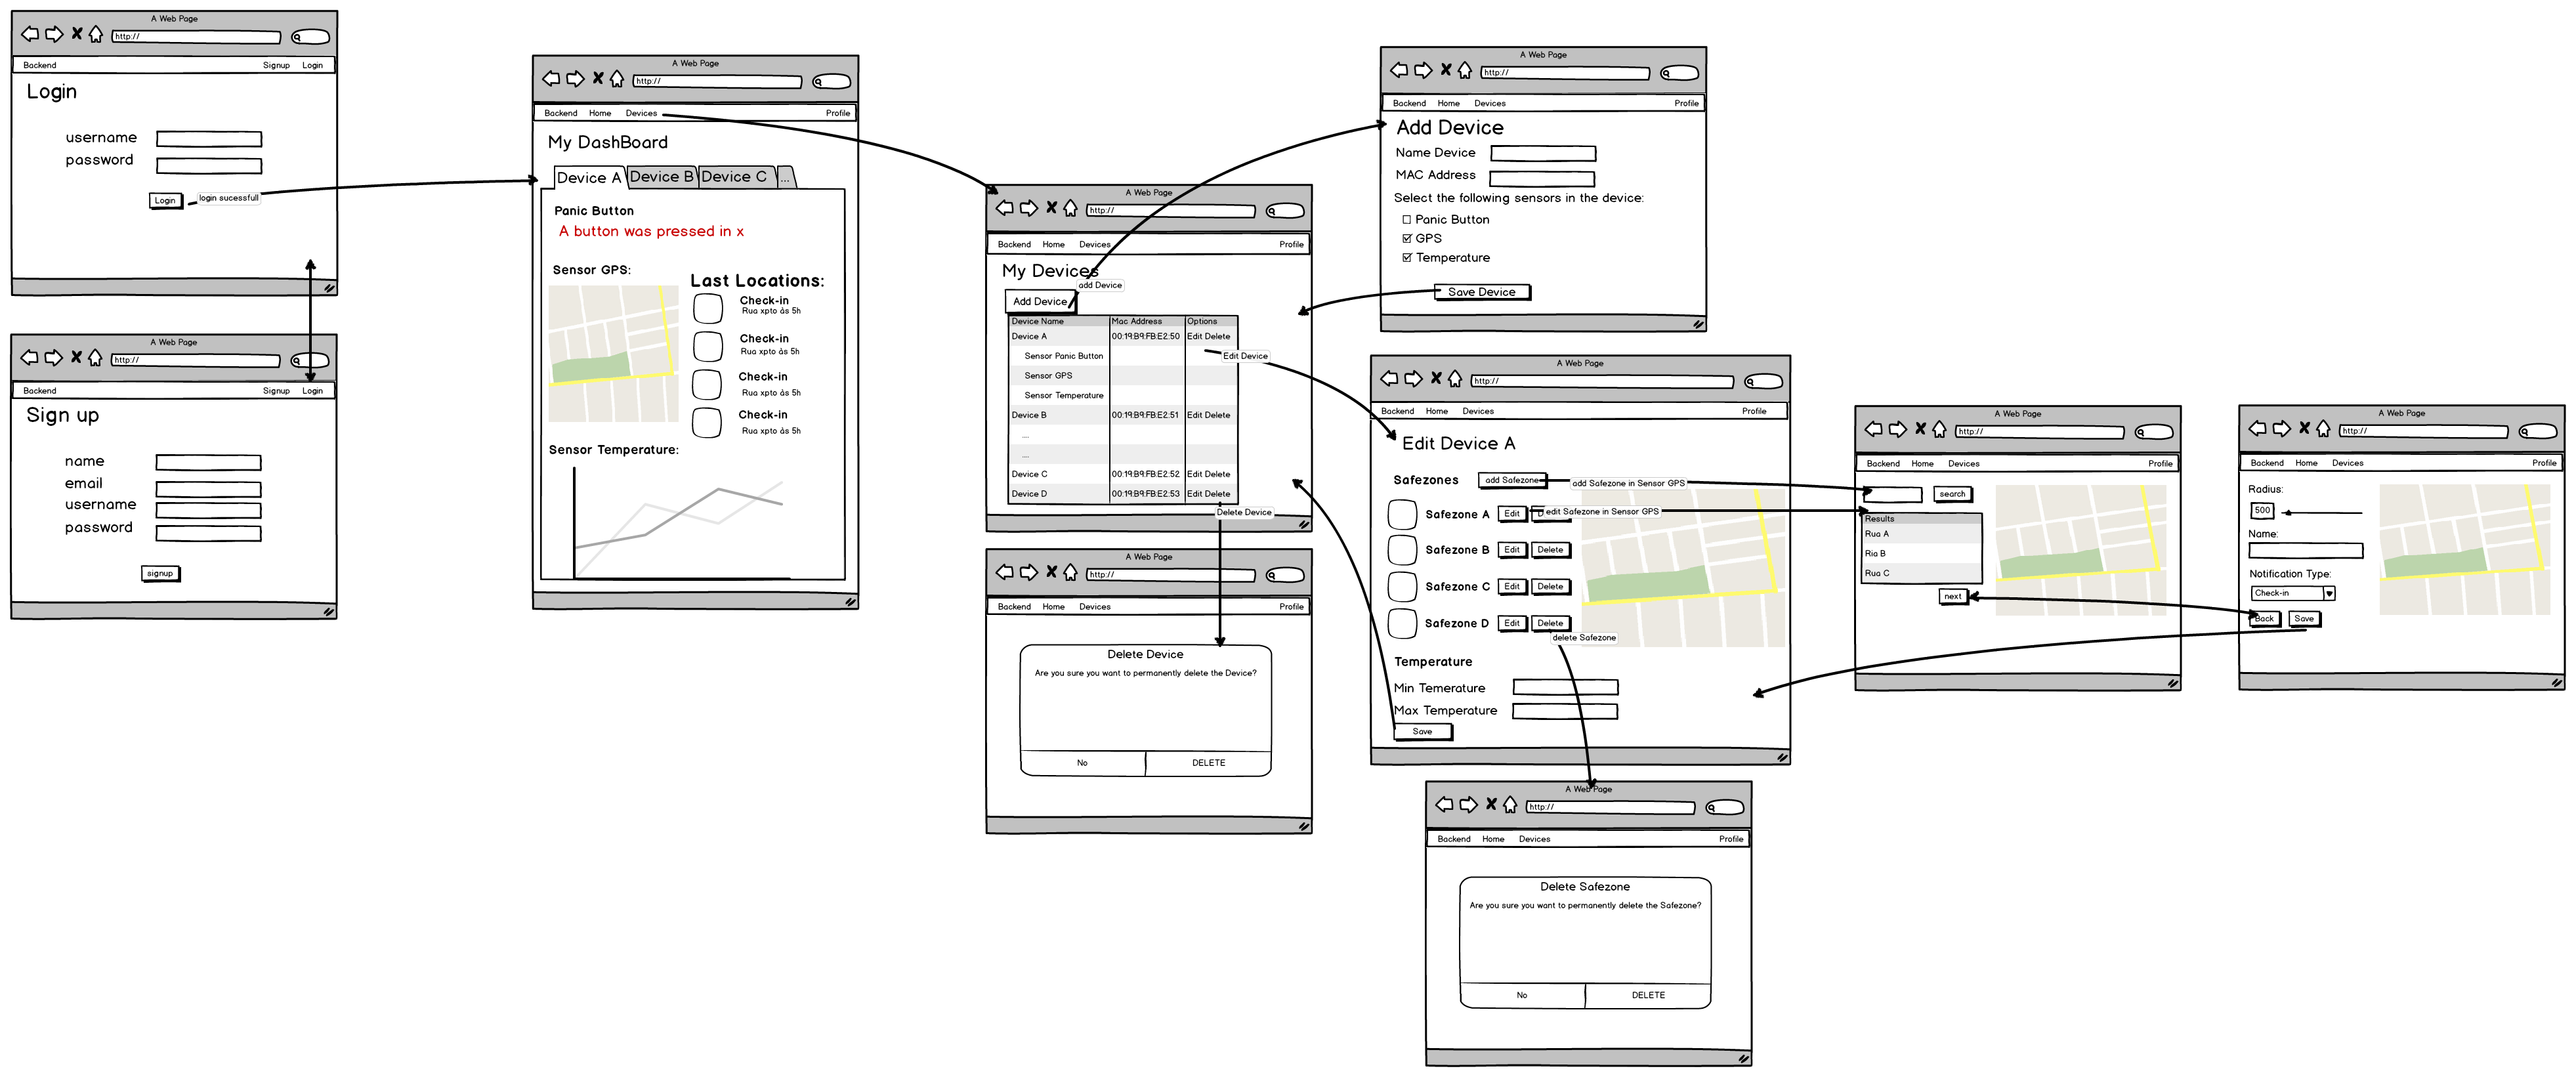 A Web Page
http://
Backend Signup Login
Login
username
password
Login
login sucessfull
A Web Page
http://
Backend Signup Login
Sign up
name
email
username
password
signup
A Web Page
http://
Backend Home Devices Profile
My DashBoard
Device A Device B Device C ...
Panic Button
A button was pressed in x
Sensor GPS:
Last Locations:
Check-in
Rua xpto às 5h
Check-in
Rua xpto às 5h
Check-in
Rua xpto às 5h
Check-in
Rua xpto às 5h
Sensor Temperature:
A Web Page
http://
Backend Home Devices Profile
My Devices
add Device
Add Device
Device Name Mac Address Options
Device A 00:19:B9:FB:E2:50 Edit Delete
Sensor Panic Button
Edit Device
Sensor GPS
Sensor Temperature
Device B 00:19:B9:FB:E2:51 Edit Delete
....
....
Device C 00:19:B9:FB:E2:52 Edit Delete
Device D 00:19:B9:FB:E2:53 Edit Delete
Delete Device
A Web Page
http://
Backend Home Devices Profile
Delete Device
Are you sure you want to permanently delete the Device?
No DELETE
A Web Page
http://
Backend Home Devices Profile
Add Device
Name Device
MAC Address
Select the following sensors in the device:
Panic Button
GPS
Temperature
Save Device
A Web Page
http://
Backend Home Devices Profile
Edit Device A
Safezones add Safezone add Safezone in Sensor GPS
Safezone A Edit edit Safezone in Sensor GPS
Safezone B Edit Delete
Safezone C Edit Delete
Safezone D Edit Delete
delete Safezone
Temperature
Min Temerature
Max Temperature
Save
A Web Page
http://
Backend Home Devices Profile
Delete Safezone
Are you sure you want to permanently delete the Safezone?
No DELETE
A Web Page
http://
Backend Home Devices Profile
search
Results
Rua A
Ria B
Rua C
next
A Web Page
http://
Backend Home Devices Profile
Radius:
500
Name:
Notification Type:
Check-in
Back Save